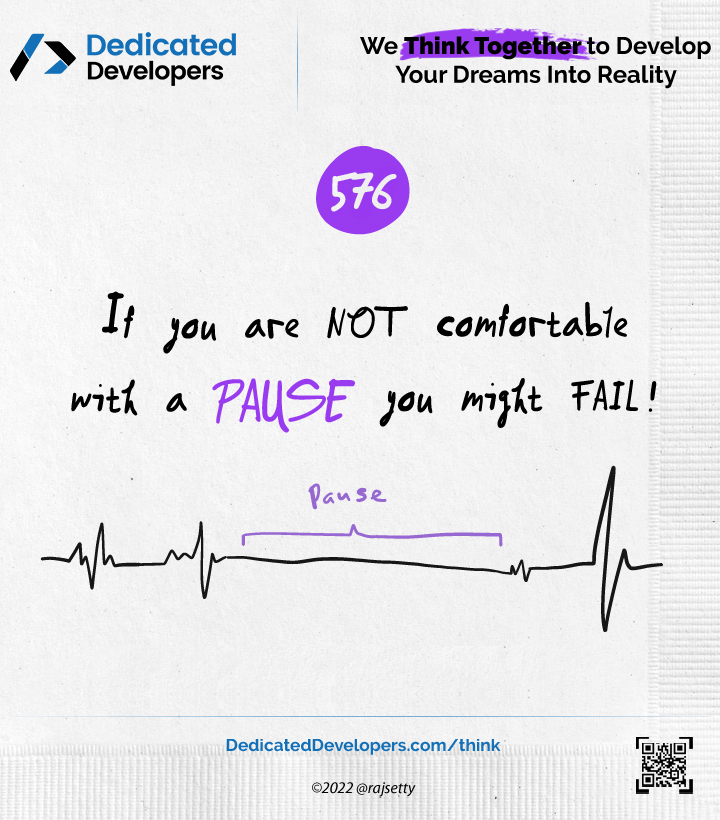 Dedicated
Developers
We Think Together to Develop
Your Dreams Into Reality
576
If you are NOT comfortable
with a PAUSE you might FAIL!
Pause
DedicatedDevelopers.com/think
©2022 @rajsetty